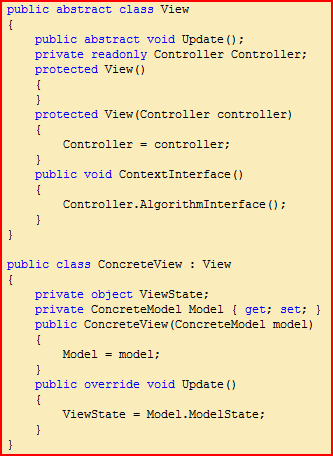 public abstract class View
{
    public abstract void Update();
    private readonly Controller Controller;
    protected View()
    {
    }
    protected View(Controller controller)
    {
        Controller = controller;
    }
    public void ContextInterface()
    {
        Controller.AlgorithmInterface();
    }
}

public class ConcreteView : View
{
    private object ViewState;
    private ConcreteModel Model { get; set; }
    public ConcreteView(ConcreteModel model)
    {
        Model = model;
    }
    public override void Update()
    {
        ViewState = Model.ModelState;
    }
}